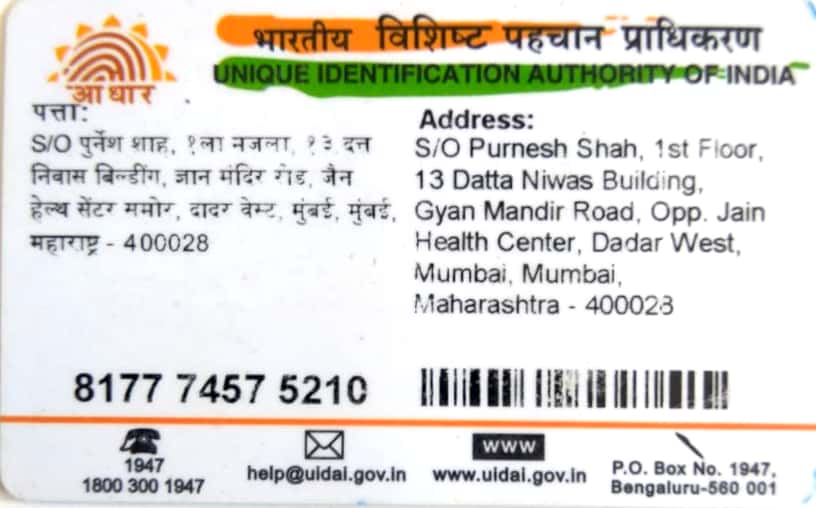 भारतीय विशिष्ट पहचान प्राधिकरण
UNIQUE IDENTIFICATION AUTHORITY OF INDIA
आधार
पत्ता:
S/O पुर्नेश शाह, १ला मजला, १३ दत्त
निवास बिल्डींग, ज्ञान मंदिर रोड, जैन
हेल्थ सेंटर समोर, दादर वेस्ट, मुंबई, मुंबई,
महाराष्ट्र - 400028
Address:
S/O Purnesh Shah, 1st Floor,
13 Datta Niwas Building,
Gyan Mandir Road, Opp. Jain
Health Center, Dadar West,
Mumbai, Mumbai,
Maharashtra - 400028
8177 7457 5210
1947
1800 300 1947
help@uidai.gov.in
www
www.uidai.gov.in
P.O. Box No. 1947,
Bengaluru-560 001